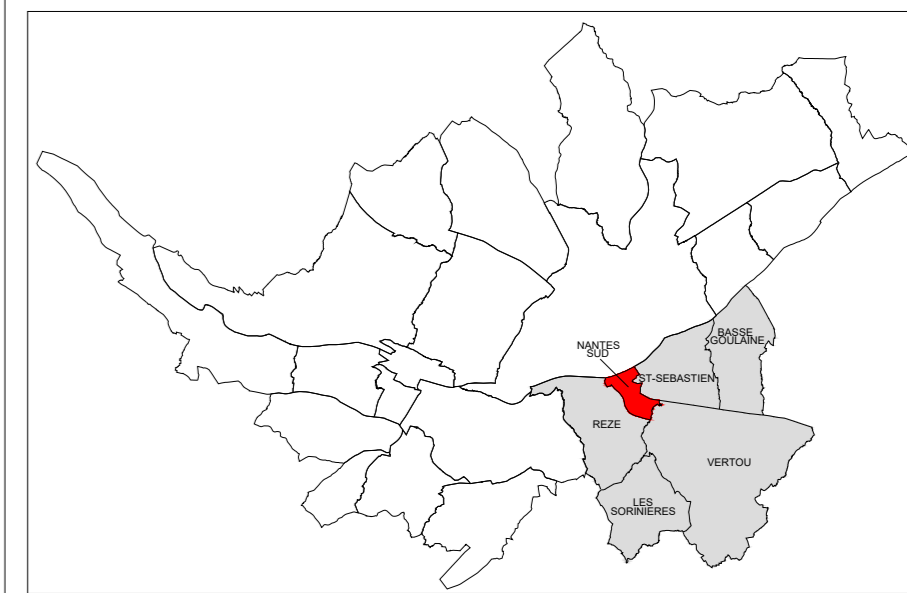 BASSE
GOULAINE
NANTES
SUD
ST-SEBASTIEN
REZE
VERTOU
LES
SORINIERES